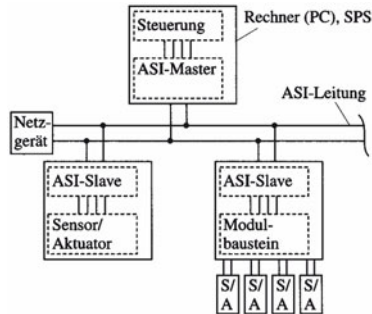 Steuerung
Rechner (PC), SPS
ASI-Master
ASI-Leitung
Netz-
gerät
ASI-Slave
ASI-Slave
Sensor/
Aktuator
Modul-
baustein
S/
A
S/
A
S/
A
S/
A